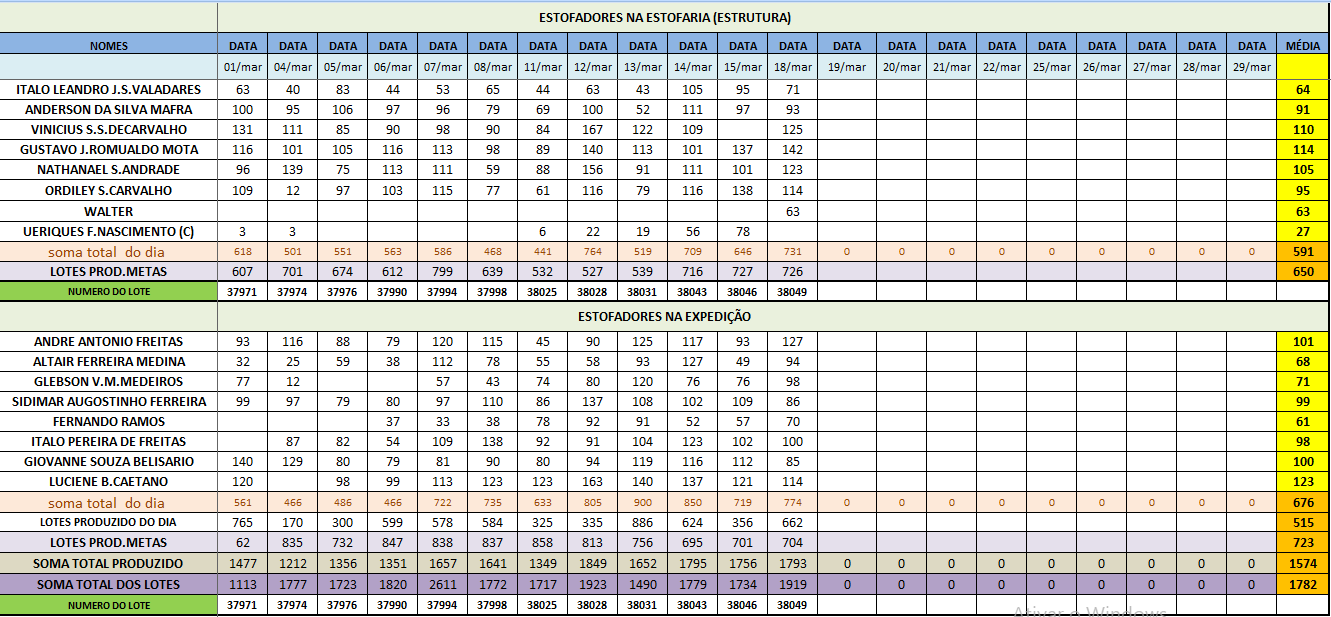 ESTOFADORES NA ESTOFARIA (ESTRUTURA)
NOMES DATA DATA DATA DATA DATA DATA DATA DATA DATA DATA DATA DATA DATA DATA DATA DATA DATA DATA DATA DATA DATA MÉDIA
01/mar 04/mar 05/mar 06/mar 07/mar 08/mar 11/mar 12/mar 13/mar 14/mar 15/mar 18/mar 19/mar 20/mar 21/mar 22/mar 25/mar 26/mar 27/mar 28/mar 29/mar
ITALO LEANDRO J.S.VALADARES 63 40 83 44 53 65 44 63 43 105 95 71 64
ANDERSON DA SILVA MAFRA 100 95 106 97 96 79 69 100 52 111 97 93 91
VINICIUS S.S.DECARVALHO 131 111 85 90 98 90 84 167 122 109 125 110
GUSTAVO J.ROMUALDO MOTA 116 101 105 116 113 98 89 140 113 101 137 142 114
NATHANAEL S.ANDRADE 96 139 75 113 111 59 88 156 91 111 101 123 105
ORDILEY S.CARVALHO 109 12 97 103 115 77 61 116 79 116 138 114 95
WALTER 63 63
UERIQUES F.NASCIMENTO (C) 3 3 6 22 19 56 78 27
soma total do dia 618 501 551 563 586 468 441 764 519 709 646 731 0 0 0 0 0 0 0 0 0 591
LOTES PROD.METAS 607 701 674 612 799 639 532 527 539 716 727 726 650
NUMERO DO LOTE 37971 37974 37976 37990 37994 37998 38025 38028 38031 38043 38046 38049
ESTOFADORES NA EXPEDIÇÃO
ANDRE ANTONIO FREITAS 93 116 88 79 120 115 45 90 125 117 93 127 101
ALTAIR FERREIRA MEDINA 32 25 59 38 112 78 55 58 93 127 49 94 68
GLEBSON V.M.MEDEIROS 77 12 57 43 74 80 120 76 76 98 71
SIDIMAR AUGOSTINHO FERREIRA 99 97 79 80 97 110 86 137 108 102 109 86 99
FERNANDO RAMOS 37 33 38 78 92 91 52 57 70 61
ITALO PEREIRA DE FREITAS 87 82 54 109 138 92 91 104 123 102 100 98
GIOVANNE SOUZA BELISARIO 140 129 80 79 81 90 80 94 119 116 112 85 100
LUCIENE B.CAETANO 120 98 99 113 123 123 163 140 137 121 114 123
soma total do dia 561 466 486 466 722 735 633 805 900 850 719 774 0 0 0 0 0 0 0 0 0 676
LOTES PRODUZIDO DO DIA 765 170 300 599 578 584 325 335 886 624 356 662 515
LOTES PROD.METAS 62 835 732 847 838 837 858 813 756 695 701 704 723
SOMA TOTAL PRODUZIDO 1477 1212 1356 1351 1657 1641 1349 1849 1652 1795 1756 1793 0 0 0 0 0 0 0 0 0 1574
SOMA TOTAL DOS LOTES 1113 1777 1723 1820 2611 1772 1717 1923 1490 1779 1734 1919 0 0 0 0 0 0 0 0 0 1782
NUMERO DO LOTE 37971 37974 37976 37990 37994 37998 38025 38028 38031 38043 38046 38049
Ativar o Windows